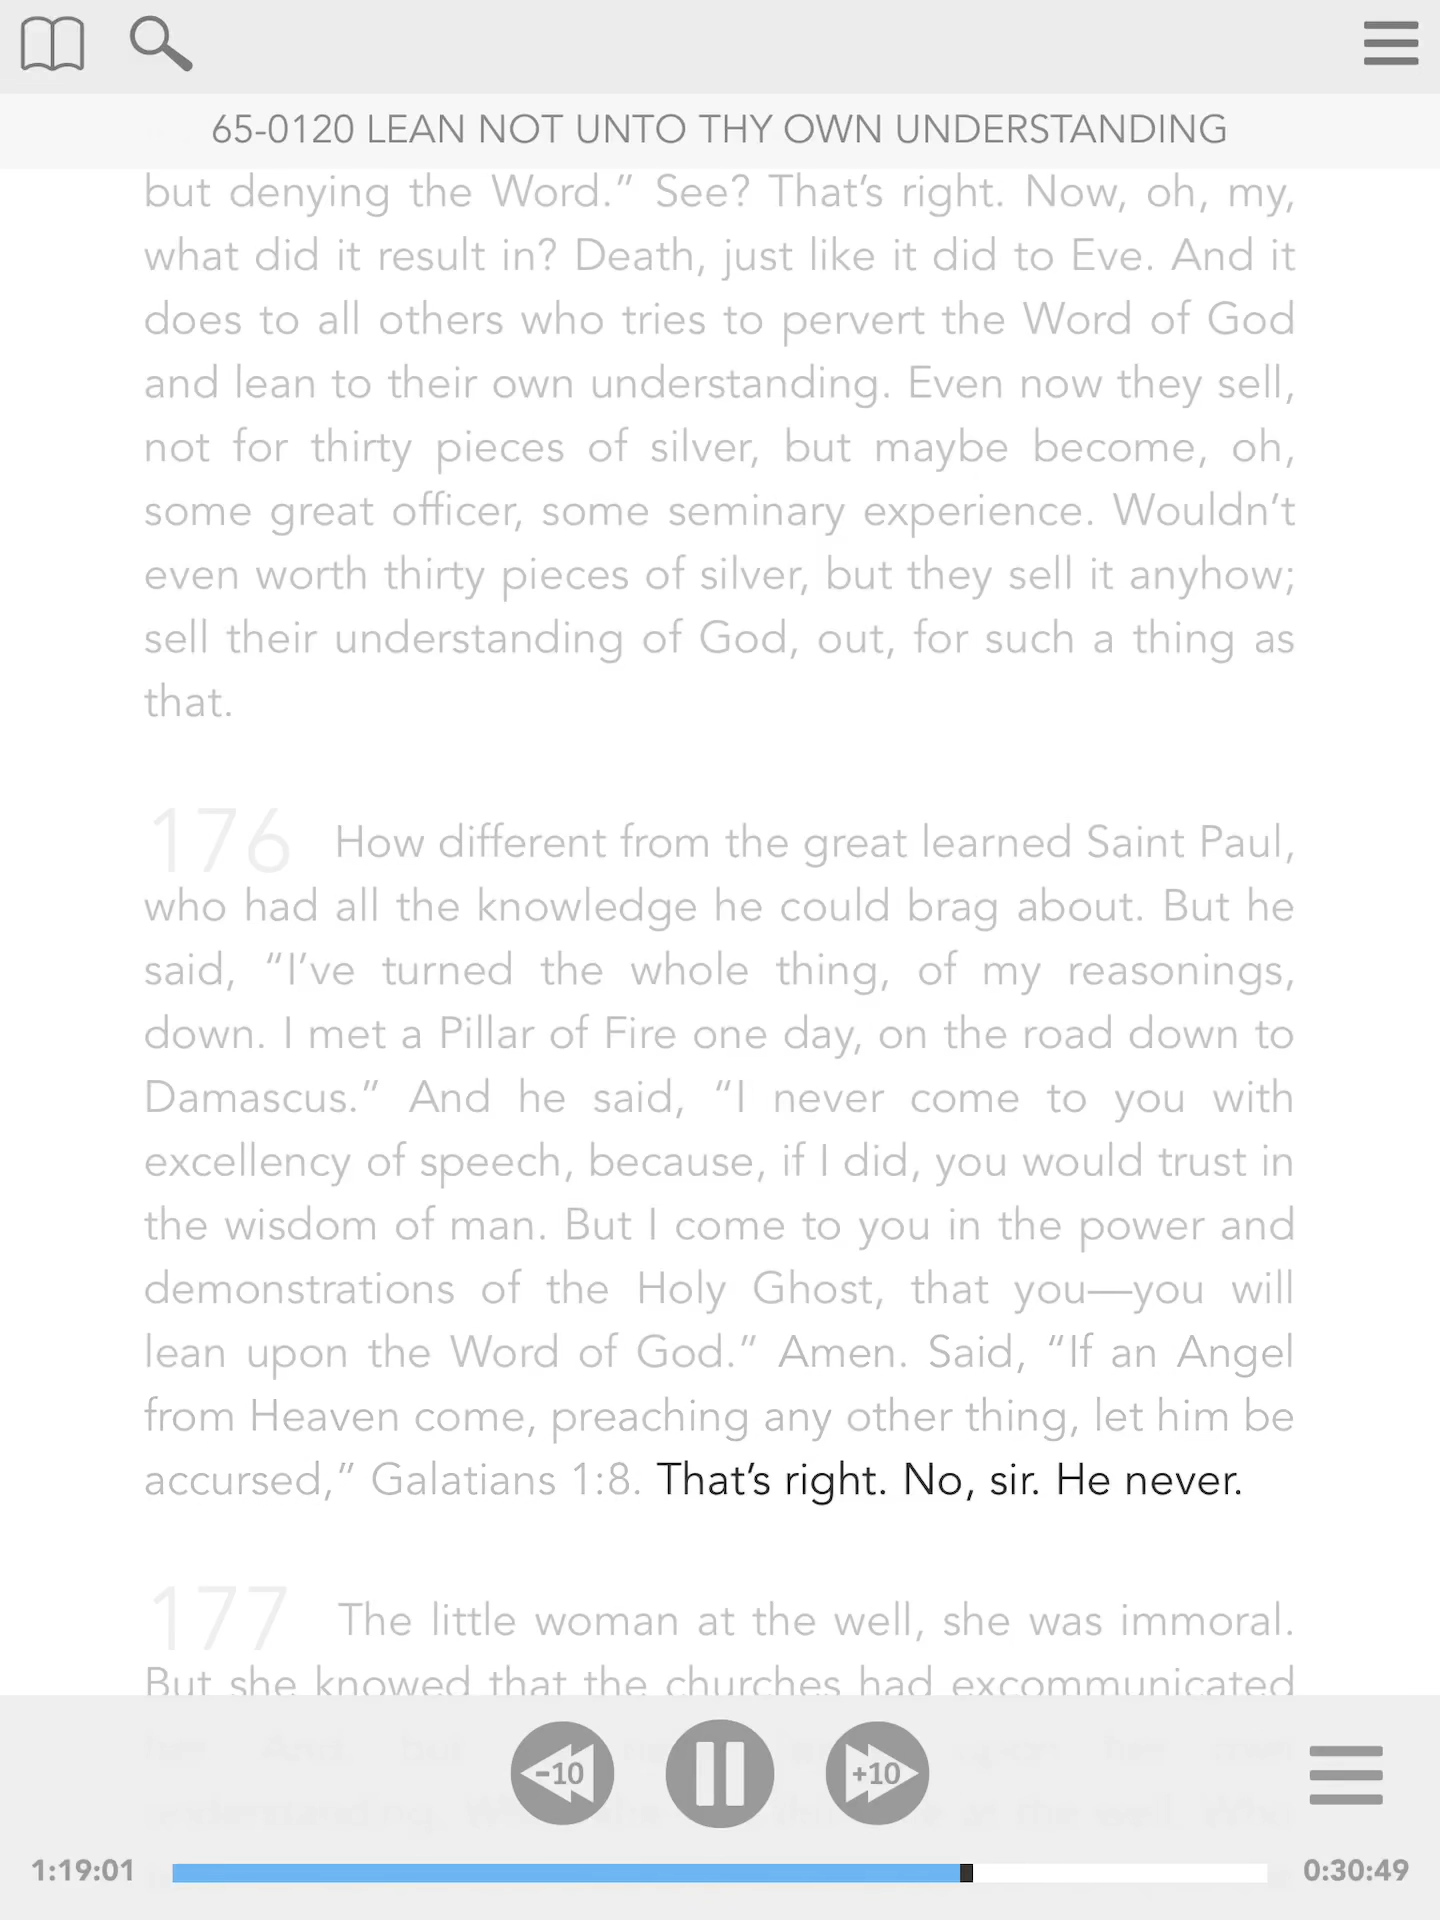 65-0120 LEAN NOT UNTO THY OWN UNDERSTANDING
but denying the Word.” See? That’s right. Now, oh, my,
what did it result in? Death, just like it did to Eve. And it
does to all others who tries to pervert the Word of God
and lean to their own understanding. Even now they sell,
not for thirty pieces of silver, but maybe become, oh,
some great officer, some seminary experience. Wouldn’t
even worth thirty pieces of silver, but they sell it anyhow;
sell their understanding of God, out, for such a thing as
that.
176 How different from the great learned Saint Paul,
who had all the knowledge he could brag about. But he
said, “I’ve turned the whole thing, of my reasonings,
down. I met a Pillar of Fire one day, on the road down to
Damascus.” And he said, “I never come to you with
excellency of speech, because, if I did, you would trust in
the wisdom of man. But I come to you in the power and
demonstrations of the Holy Ghost, that you—you will
lean upon the Word of God.” Amen. Said, “If an Angel
from Heaven come, preaching any other thing, let him be
accursed,” Galatians 1:8. That’s right. No, sir. He never.
177 The little woman at the well, she was immoral.
But she knowed that the churches had excommunicated
-10 +10
1:19:01 0:30:49